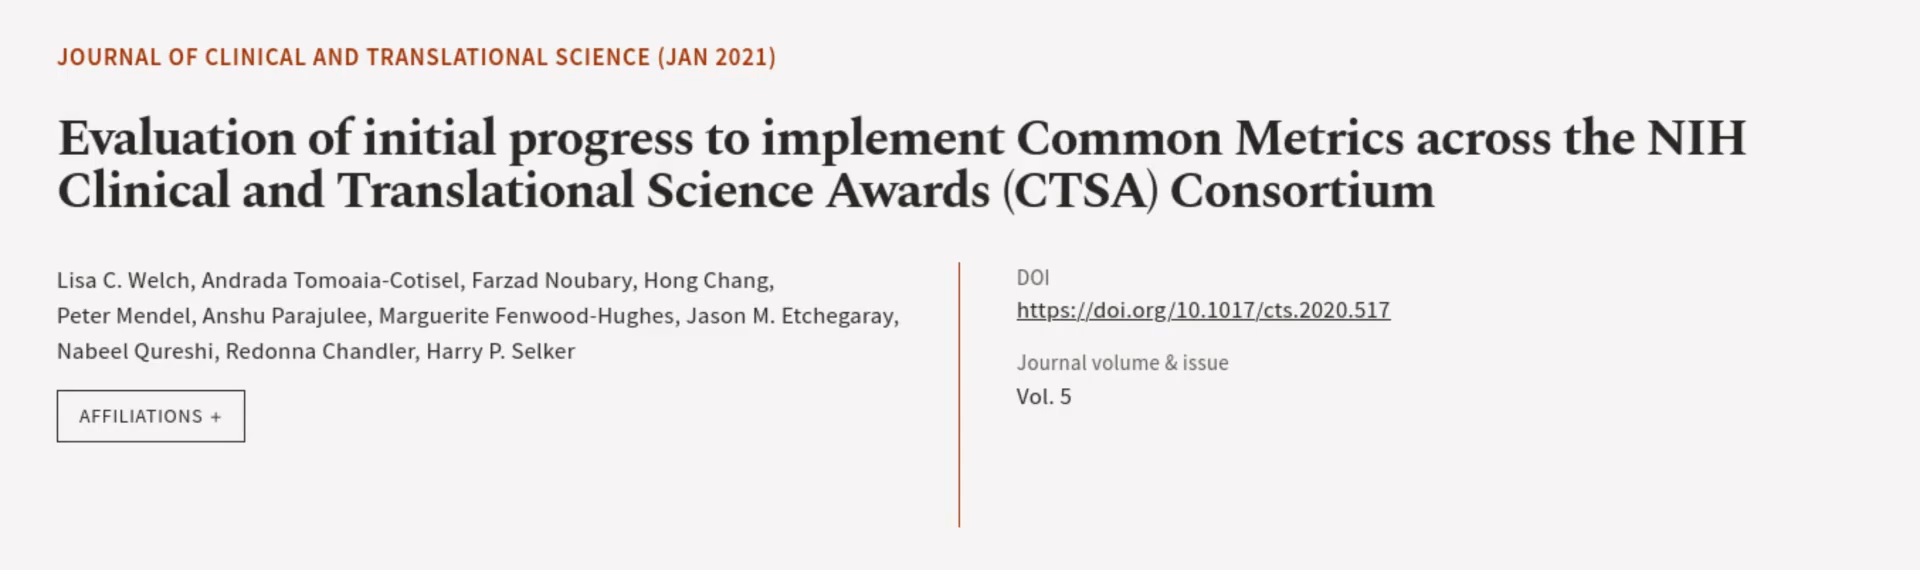 JOURNAL OF CLINICAL AND TRANSLATIONAL SCIENCE (JAN 2021)
Evaluation of initial progress to implement Common Metrics across the NIH
Clinical and Translational Science Awards (CTSA) Consortium
Lisa C. Welch, Andrada Tomoaia-Cotisel, Farzad Noubary, Hong Chang,
Peter Mendel, Anshu Parajulee, Marguerite Fenwood-Hughes, Jason M. Etchegaray,
Nabeel Qureshi, Redonna Chandler, Harry P. Selker
AFFILIATIONS +
DOI
https://doi.org/10.1017/cts.2020.517
Journal volume & issue
Vol. 5